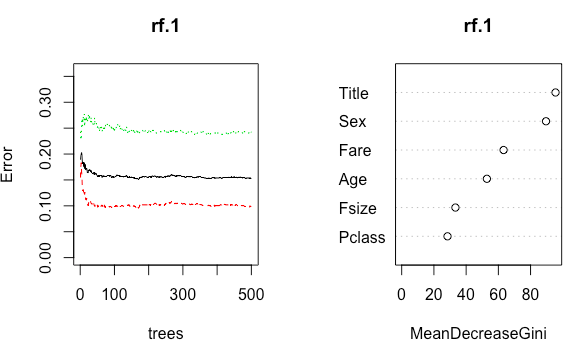 rf.1
Error
0.00 0.10 0.20 0.30
0 100 300 500
trees
rf.1
Title
Sex
Fare
Age
Fsize
Pclass
0 20 40 60 80
MeanDecreaseGini